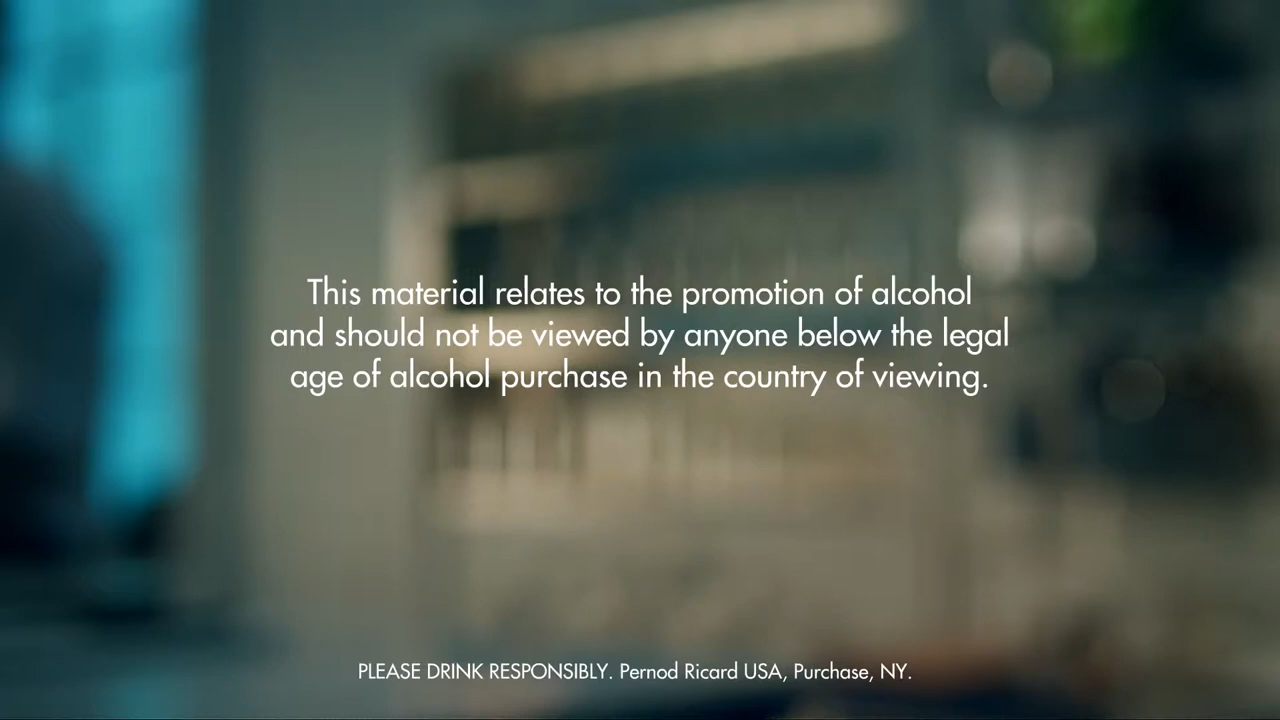 This material relates to the promotion of alcohol
and should not be viewed by anyone below the legal
age of alcohol purchase in the country of viewing.
PLEASE DRINK RESPONSIBLY. Pernod Ricard USA, Purchase, NY.